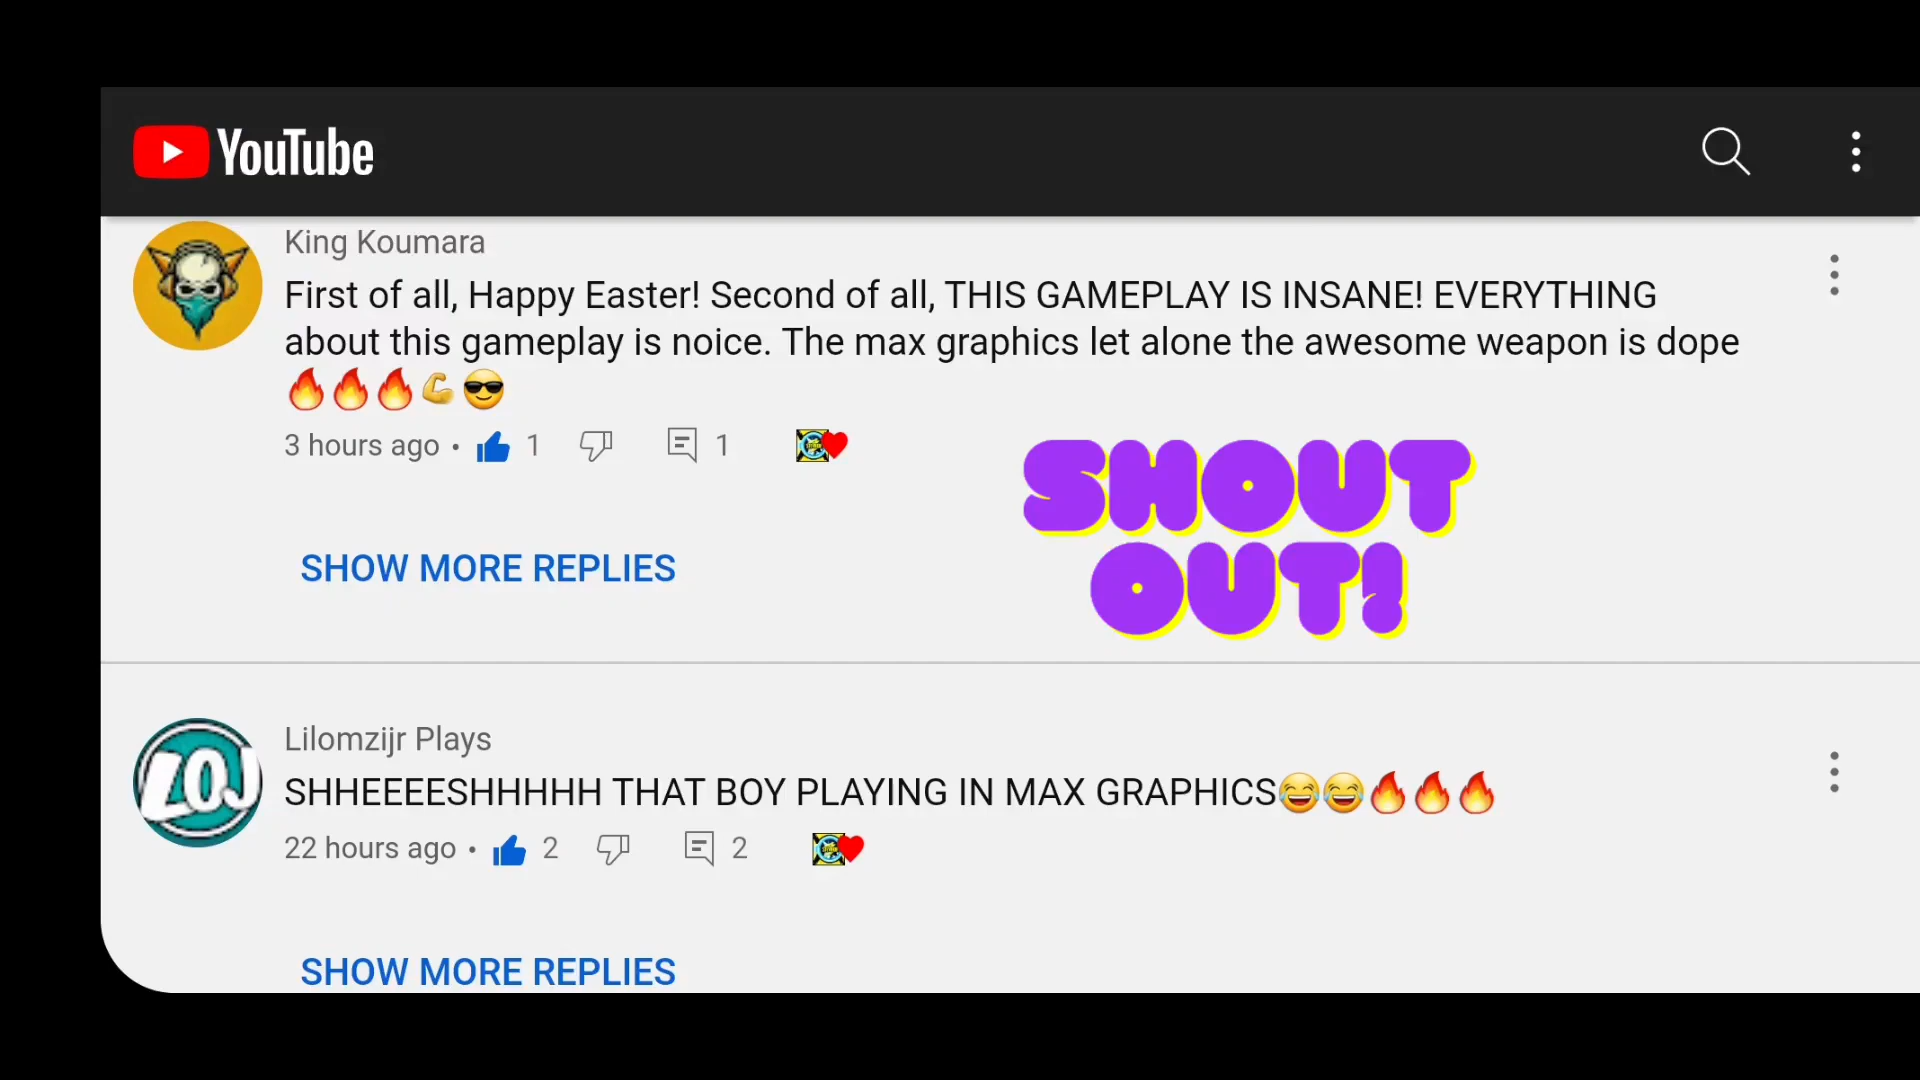 YouTube
King Koumara
First of all, Happy Easter! Second of all, THIS GAMEPLAY IS INSANE! EVERYTHING
about this gameplay is noice. The max graphics let alone the awesome weapon is dope
🔥🔥🔥💪😎
3 hours ago • 1 1
SHOUT
OUT!
SHOW MORE REPLIES
LOJ
Lilomzijr Plays
SHHEEEESHHHHH THAT BOY PLAYING IN MAX GRAPHICS😂😂🔥🔥🔥
22 hours ago • 2 2
SHOW MORE REPLIES